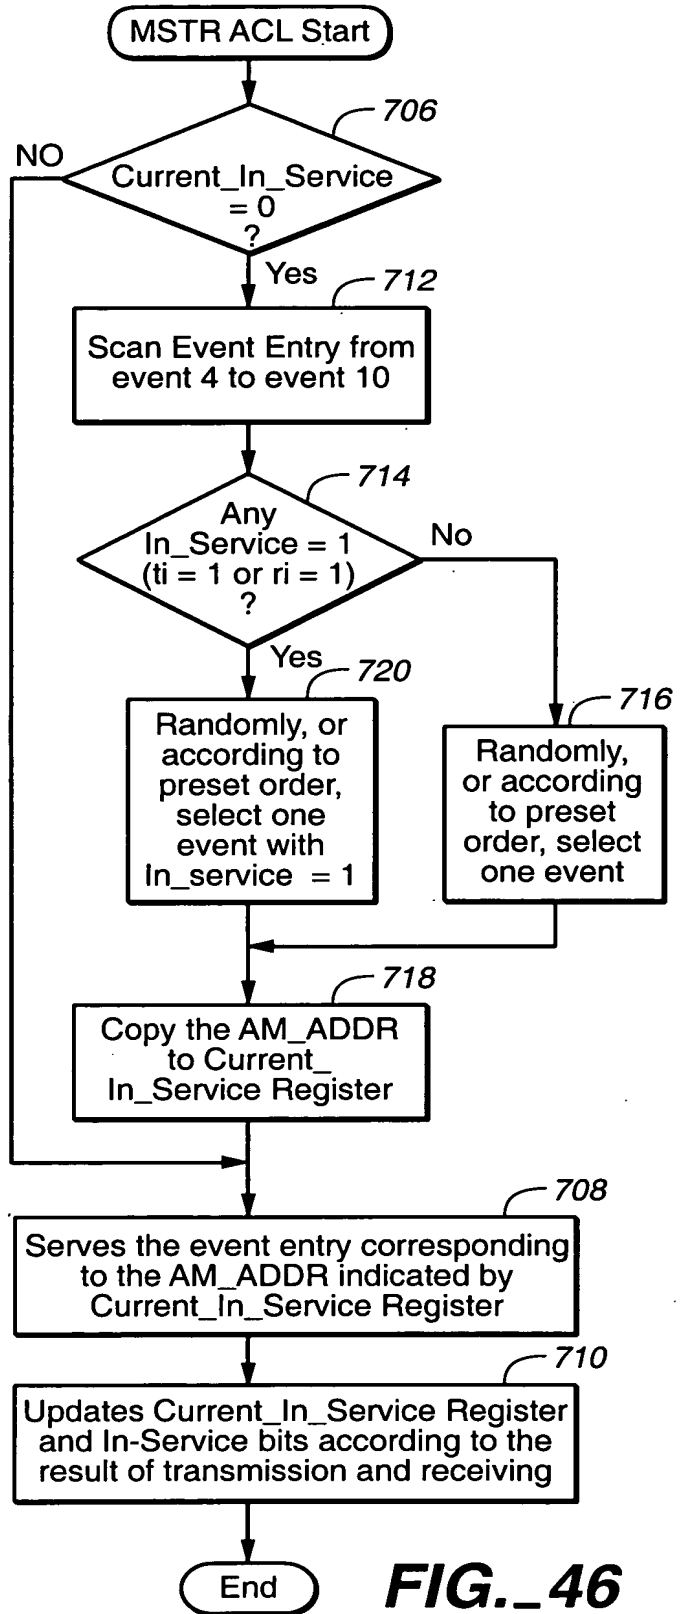 MSTR ACL Start
706
NO
Current_In_Service
= 0
?
Yes
712
Scan Event Entry from
event 4 to event 10
714
Any
In_Service = 1
(ti = 1 or ri = 1)
?
No
Yes
720
Randomly, or
according to
preset order,
select one
event with
In_service = 1
716
Randomly,
or according
to preset
order, select
one event
718
Copy the AM_ADDR
to Current_
In_Service Register
708
Serves the event entry corresponding
to the AM_ADDR indicated by
Current_In_Service Register
710
Updates Current_In_Service Register
and In-Service bits according to the
result of transmission and receiving
End
FIG._46